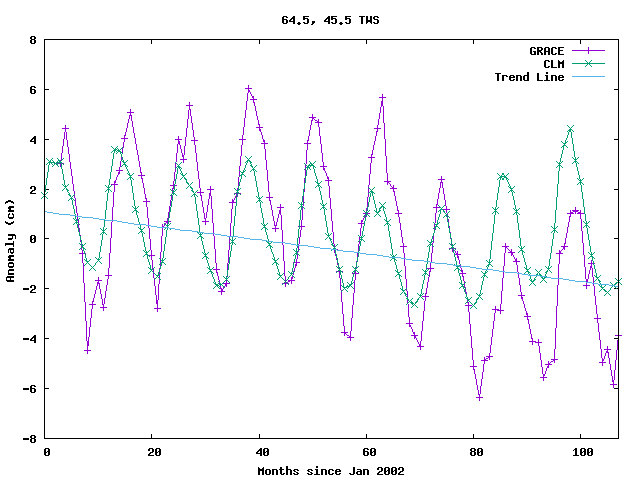 64.5, 45.5 TWS
GRACE
CLM
Trend Line
8
6
4
2
0
-2
-4
-6
-8
Anomaly (cm)
0 20 40 60 80 100
Months since Jan 2002